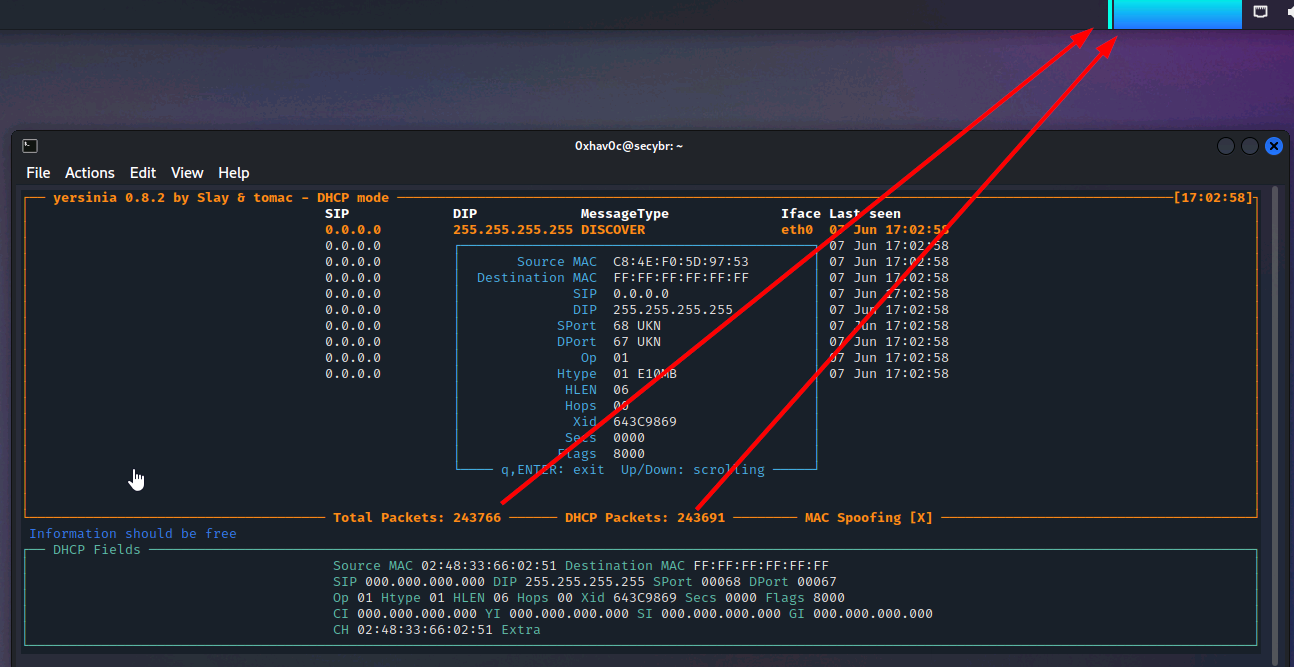 0xhav0c@secybr: ~
File Actions Edit View Help
yersinia 0.8.2 by Slay & tomac - DHCP mode [17:02:58]
SIP DIP MessageType Iface Last seen
0.0.0.0 255.255.255.255 DISCOVER eth0 07 Jun 17:02:58
0.0.0.0 07 Jun 17:02:58
0.0.0.0 Source MAC C8:4E:F0:5D:97:53 07 Jun 17:02:58
0.0.0.0 Destination MAC FF:FF:FF:FF:FF:FF 07 Jun 17:02:58
0.0.0.0 SIP 0.0.0.0 07 Jun 17:02:58
0.0.0.0 DIP 255.255.255.255 07 Jun 17:02:58
0.0.0.0 SPort 68 UKN 07 Jun 17:02:58
0.0.0.0 DPort 67 UKN 07 Jun 17:02:58
0.0.0.0 Op 01 07 Jun 17:02:58
0.0.0.0 Htype 01 E10MB 07 Jun 17:02:58
HLEN 06
Hops 00
Xid 643C9869
Secs 0000
Flags 8000
q,ENTER: exit Up/Down: scrolling
Total Packets: 243766 DHCP Packets: 243691 MAC Spoofing [X]
Information should be free
DHCP Fields
Source MAC 02:48:33:66:02:51 Destination MAC FF:FF:FF:FF:FF:FF
SIP 000.000.000.000 DIP 255.255.255.255 SPort 00068 DPort 00067
Op 01 Htype 01 HLEN 06 Hops 00 Xid 643C9869 Secs 0000 Flags 8000
CI 000.000.000.000 YI 000.000.000.000 SI 000.000.000.000 GI 000.000.000.000
CH 02:48:33:66:02:51 Extra